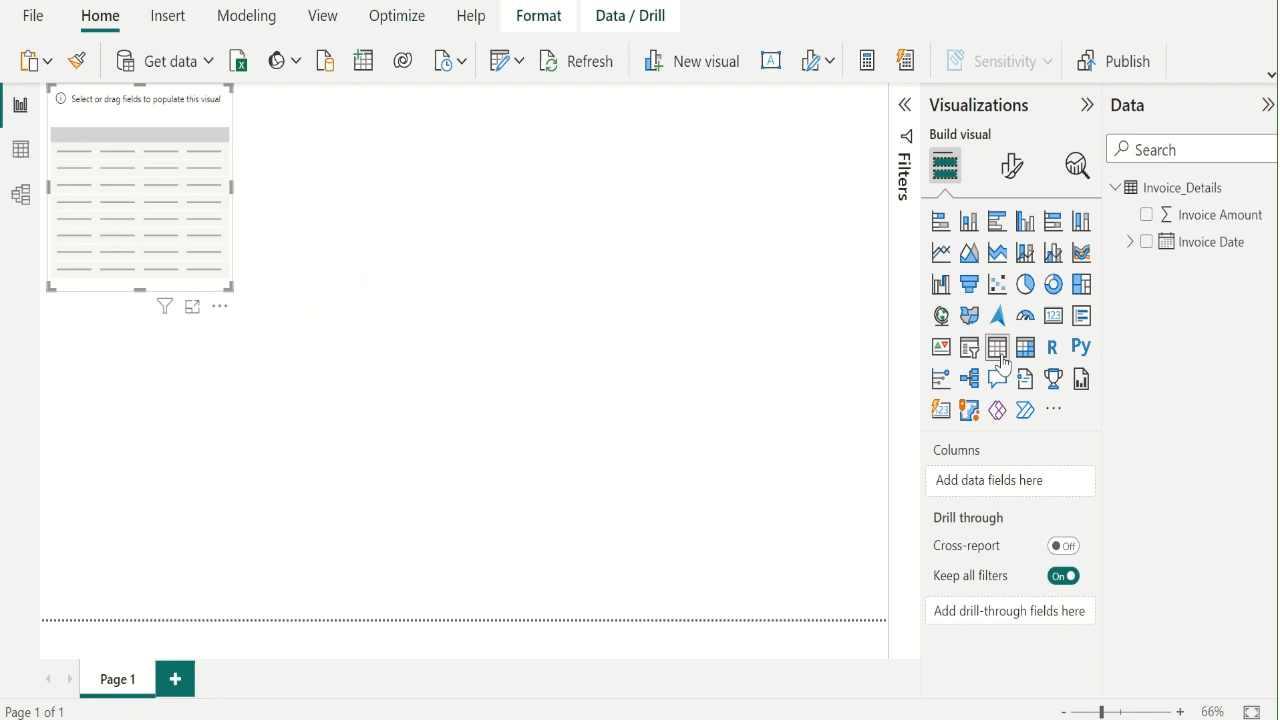 File Home Insert Modeling View Optimize Help Format Data / Drill
Get data Refresh New visual A Sensitivity Publish
Select or drag fields to populate this visual
Filters
Visualizations
Build visual
123
R Py
123
Columns
Add data fields here
Drill through
Cross-report Off
Keep all filters On
Add drill-through fields here
Data
Search
Invoice_Details
Σ Invoice Amount
Invoice Date
Page 1 +
Page 1 of 1
- + 66%